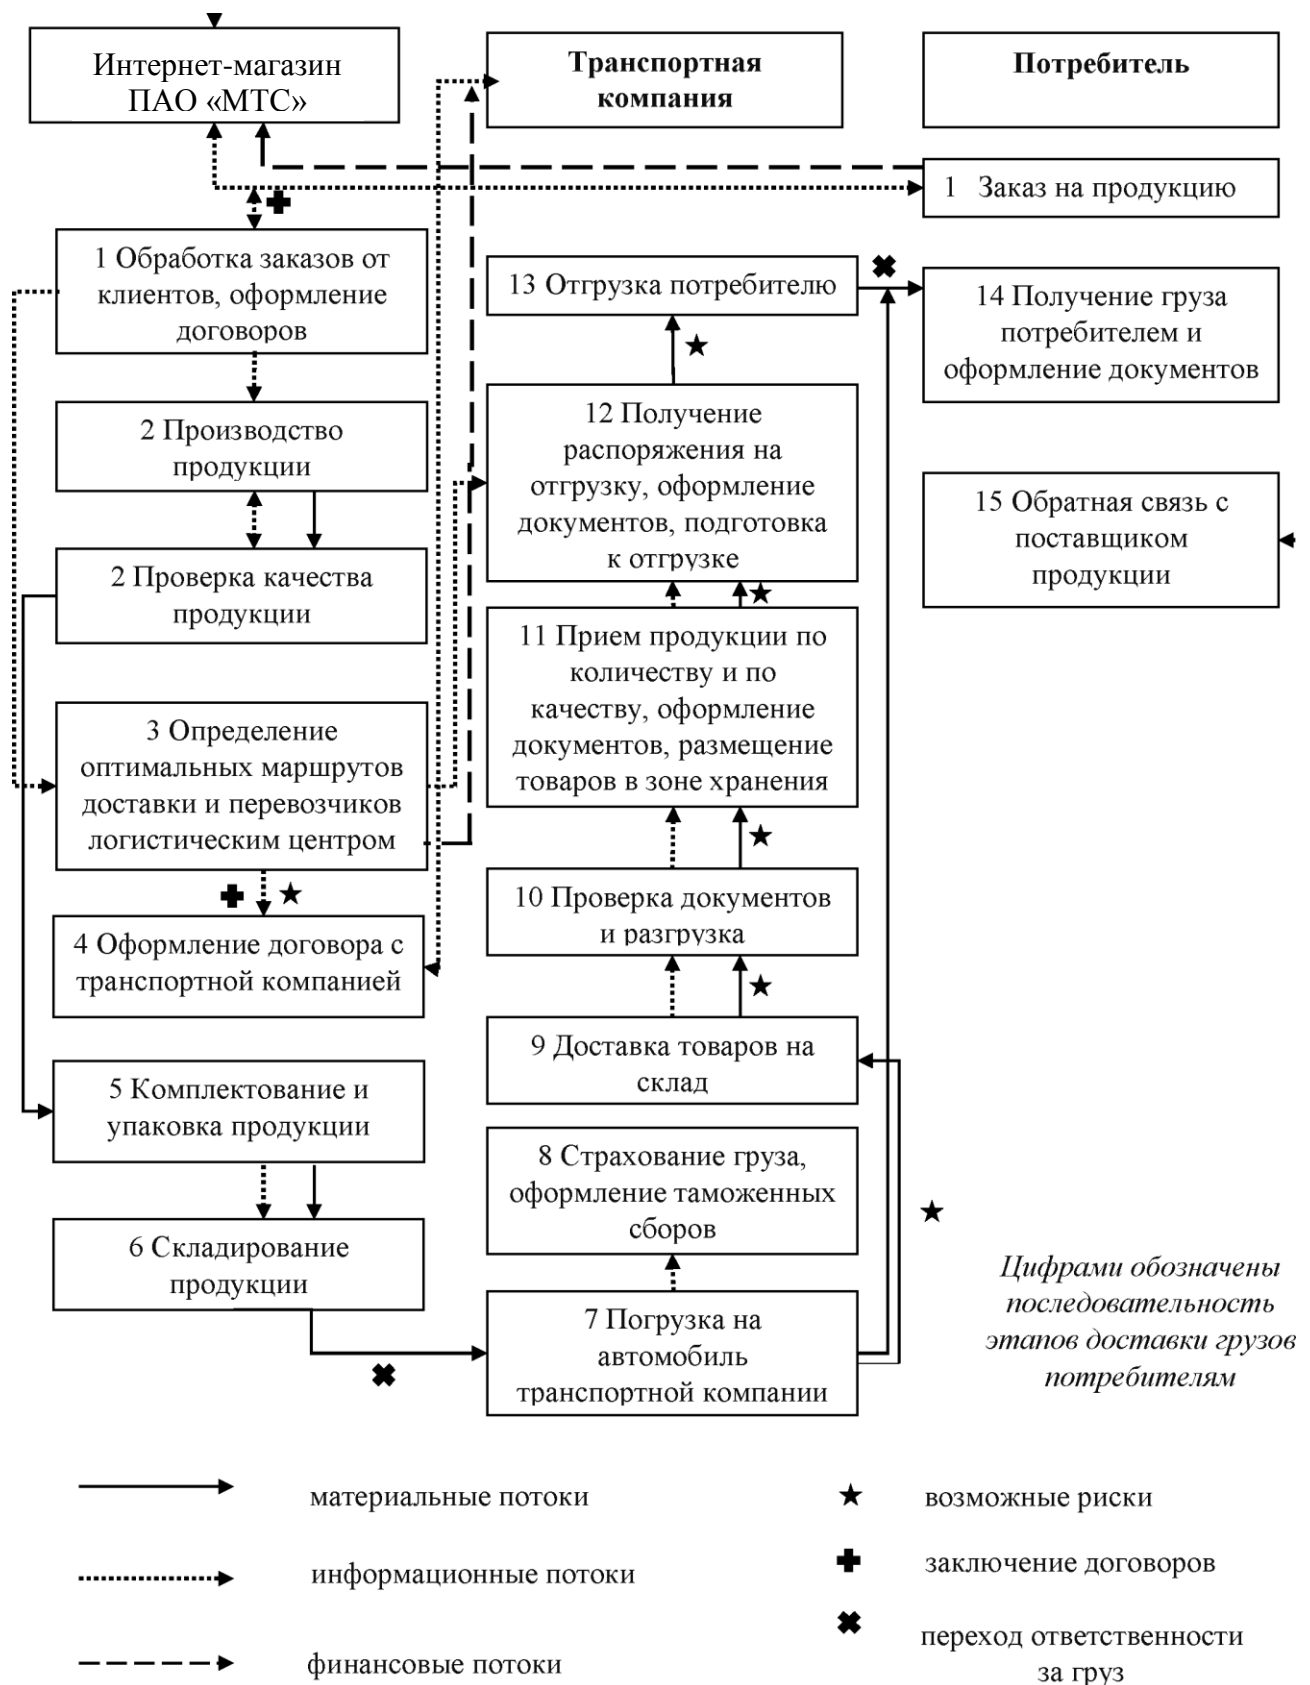 Интернет-магазин
ПАО «МТС»
Транспортная
компания
Потребитель
1 Заказ на продукцию
1 Обработка заказов от
клиентов, оформление
договоров
2 Производство
продукции
2 Проверка качества
продукции
3 Определение
оптимальных маршрутов
доставки и перевозчиков
логистическим центром
4 Оформление договора с
транспортной компанией
5 Комплектование и
упаковка продукции
6 Складирование
продукции
13 Отгрузка потребителю
12 Получение
распоряжения на
отгрузку, оформление
документов, подготовка
к отгрузке
11 Прием продукции по
количеству и по
качеству, оформление
документов, размещение
товаров в зоне хранения
10 Проверка документов
и разгрузка
9 Доставка товаров на
склад
8 Страхование груза,
оформление таможенных
сборов
7 Погрузка на
автомобиль
транспортной компании
14 Получение груза
потребителем и
оформление документов
15 Обратная связь с
поставщиком
продукции
Цифрами обозначены
последовательность
этапов доставки грузов
потребителям
материальные потоки
информационные потоки
финансовые потоки
возможные риски
заключение договоров
переход ответственности
за груз